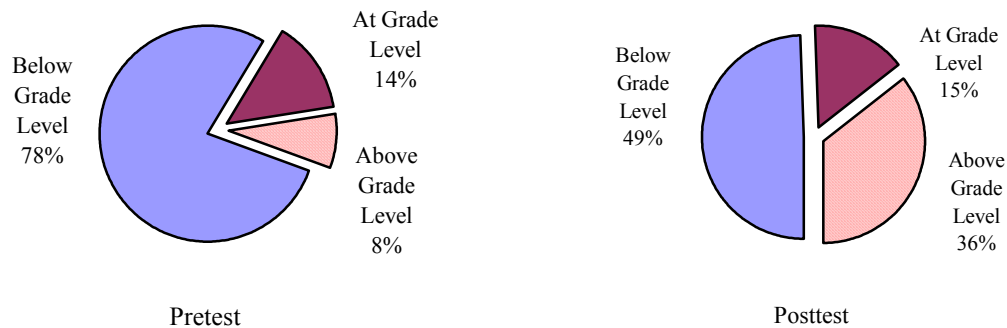 At Grade
Level
14%
Below
Grade
Level
78%
Above
Grade
Level
8%
Pretest
At Grade
Level
15%
Below
Grade
Level
49%
Above
Grade
Level
36%
Posttest